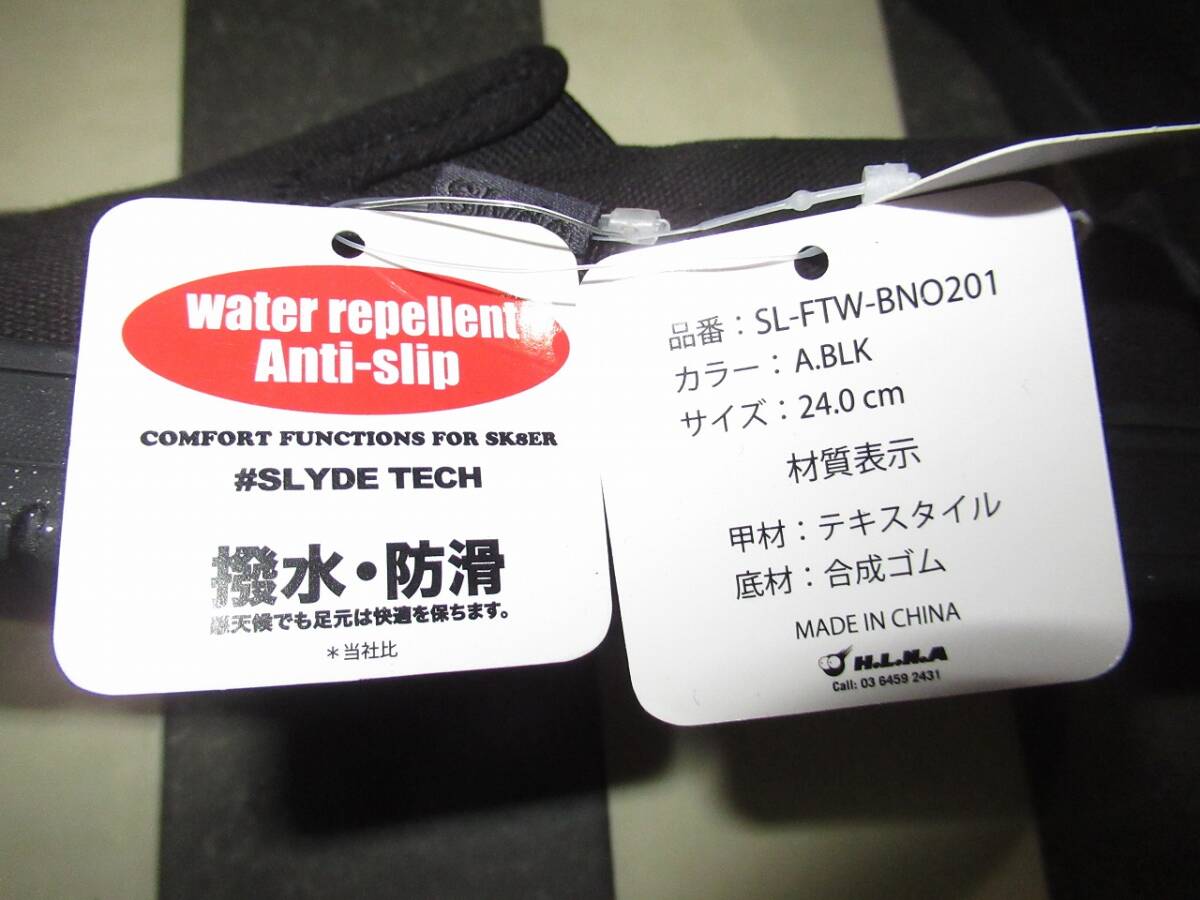 water repellent
Anti-slip
COMFORT FUNCTIONS FOR SK8ER
#SLYDE TECH
撥水・防滑
悪天候でも足元は快適を保ちます。
＊当社比
品番：SL-FTW-BNO201
カラー：A.BLK
サイズ：24.0 cm
材質表示
甲材：テキスタイル
底材：合成ゴム
MADE IN CHINA
H.L.N.A
Call: 03 6459 2431